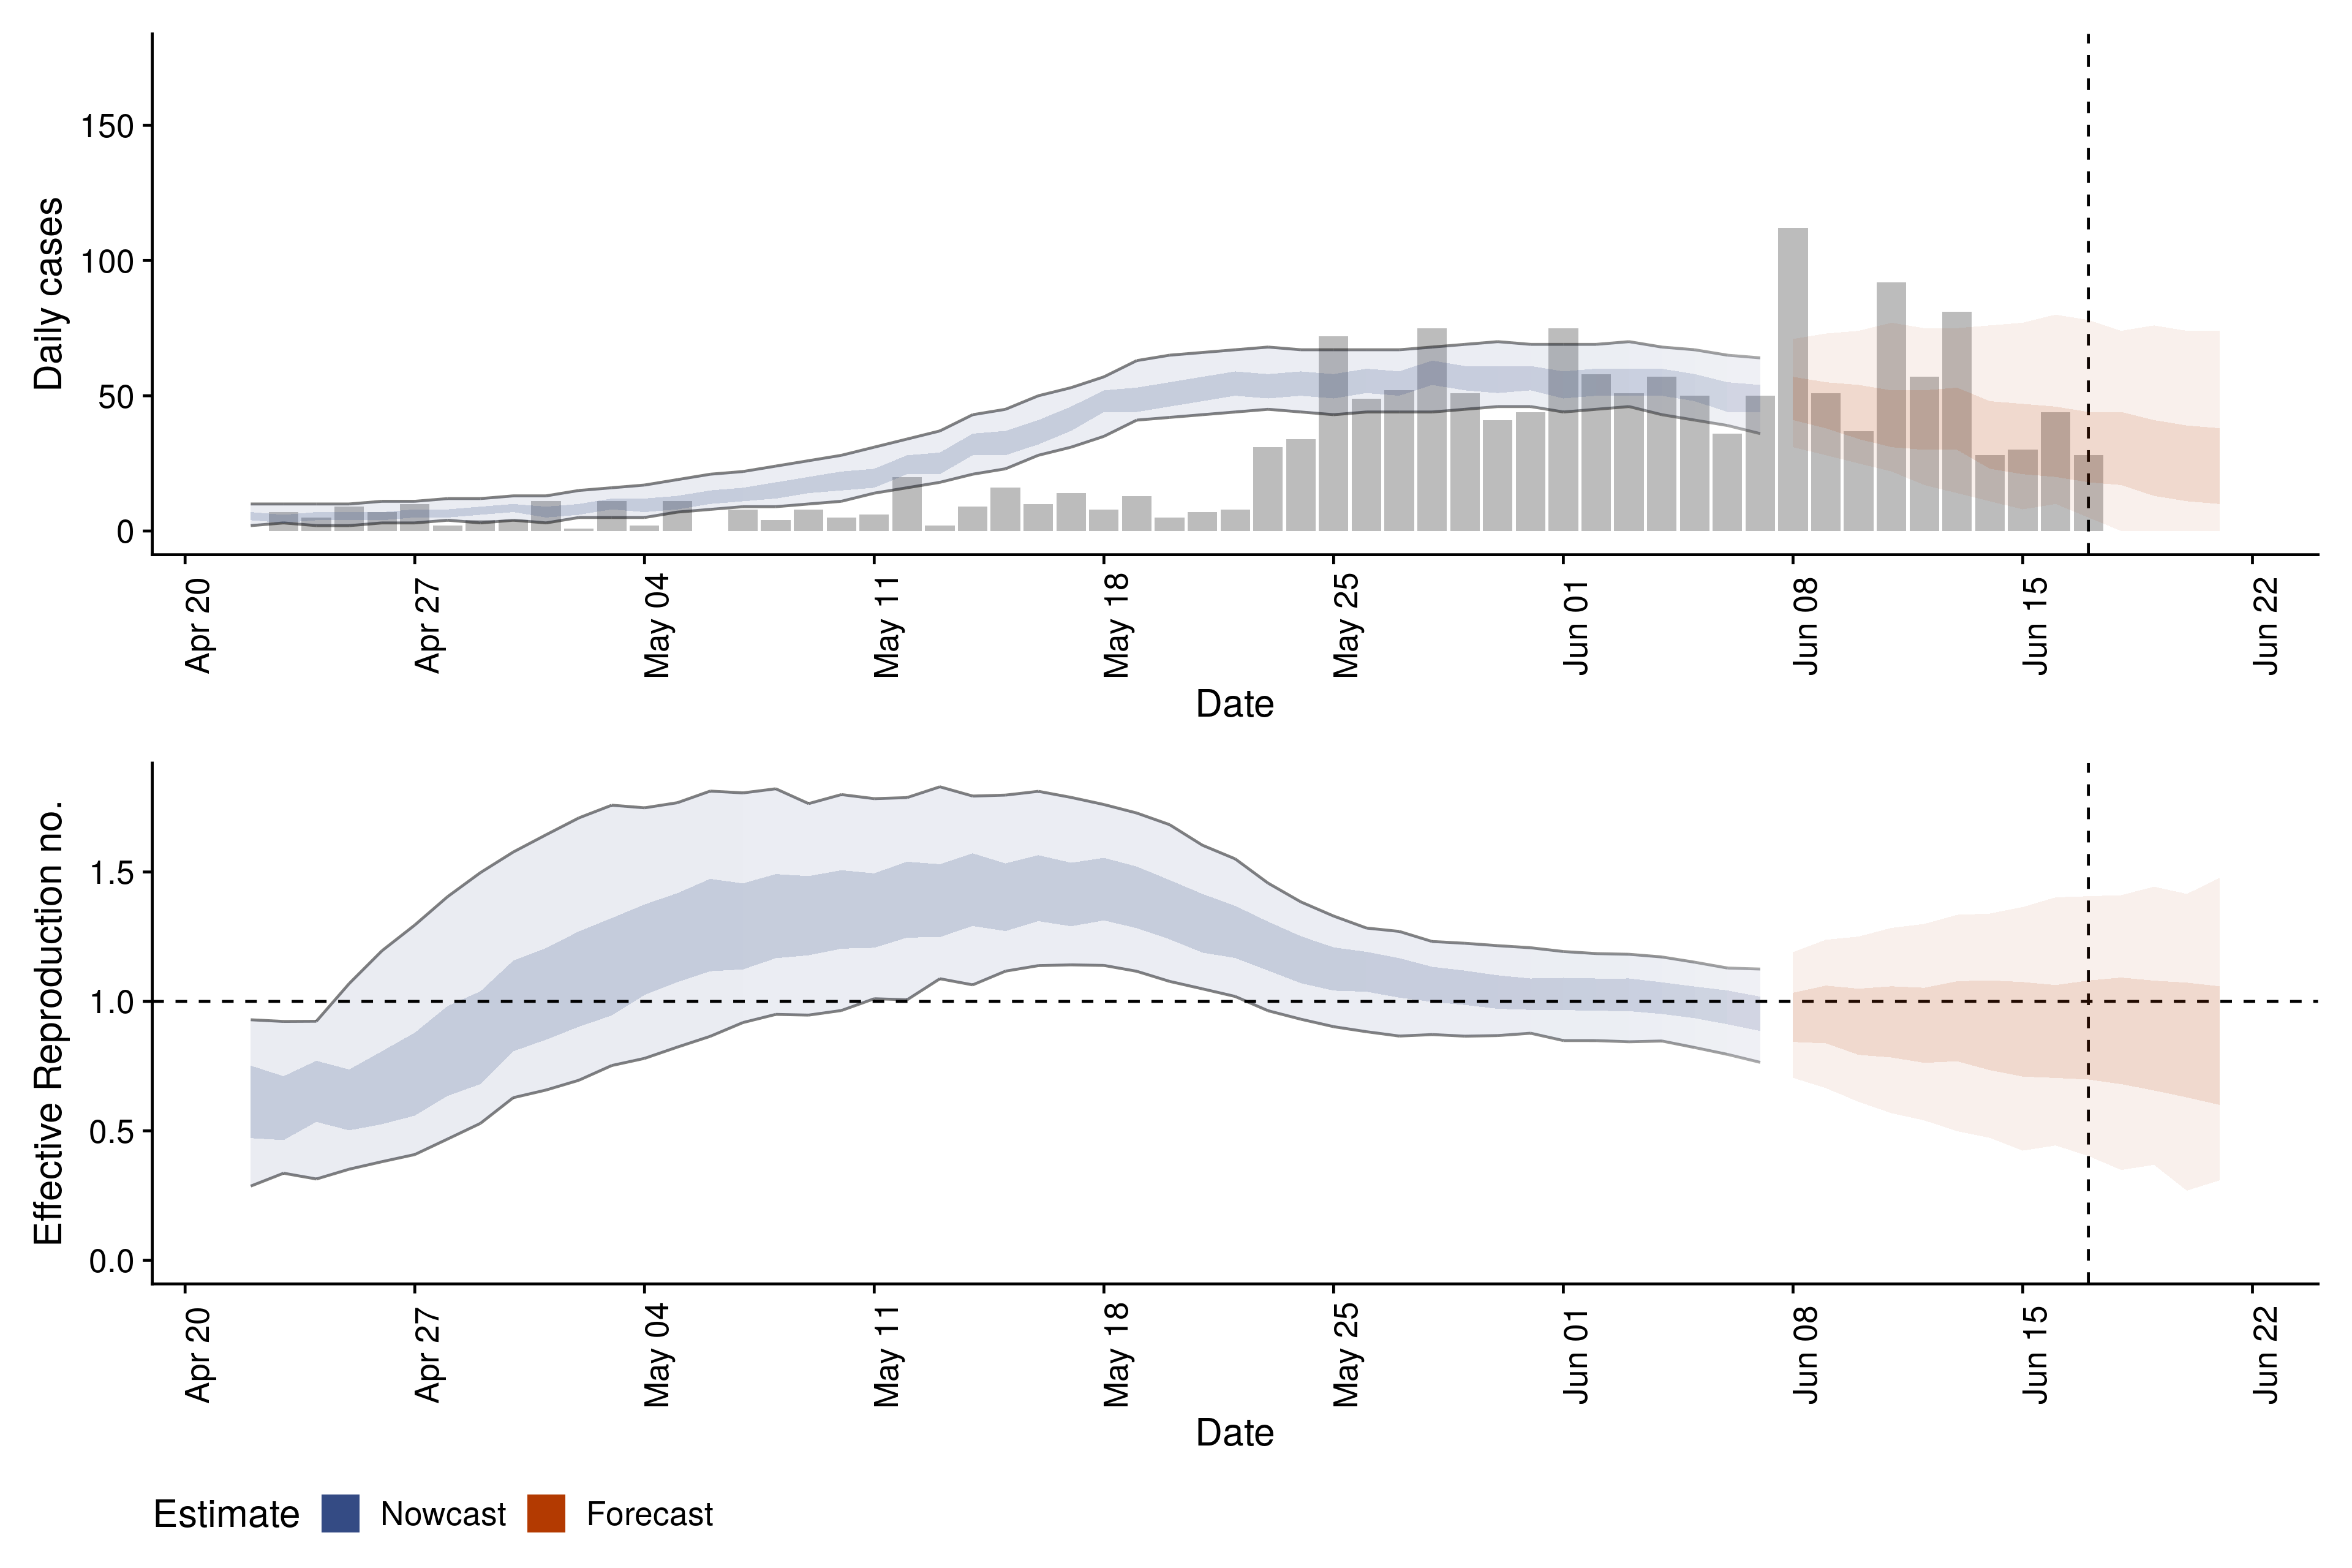 Daily cases
150
100
50
0
Apr 20
Apr 27
May 04
May 11
May 18
May 25
Jun 01
Jun 08
Jun 15
Jun 22
Date
Effective Reproduction no.
1.5
1.0
0.5
0.0
Apr 20
Apr 27
May 04
May 11
May 18
May 25
Jun 01
Jun 08
Jun 15
Jun 22
Date
Estimate Nowcast Forecast